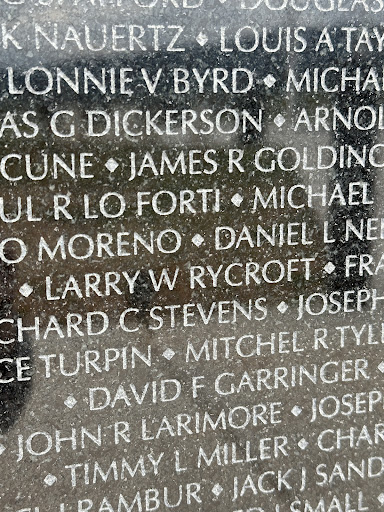 DOUGLAS
K NAUERTZ ◆ LOUIS A TAY
LONNIE V BYRD ◆ MICHA
AS G DICKERSON ◆ ARNOL
CUNE ◆ JAMES R GOLDING
UL R LO FORTI ◆ MICHAEL
O MORENO ◆ DANIEL L NE
◆ LARRY W RYCROFT ◆ FRA
CHARD C STEVENS ◆ JOSEPH
CE TURPIN ◆ MITCHEL R TYL
◆ DAVID F GARRINGER ◆
◆ JOHN R LARIMORE ◆ JOSEP
◆ TIMMY L MILLER ◆ CHAR
J RAMBUR ◆ JACK J SAND
J SMALL ◆